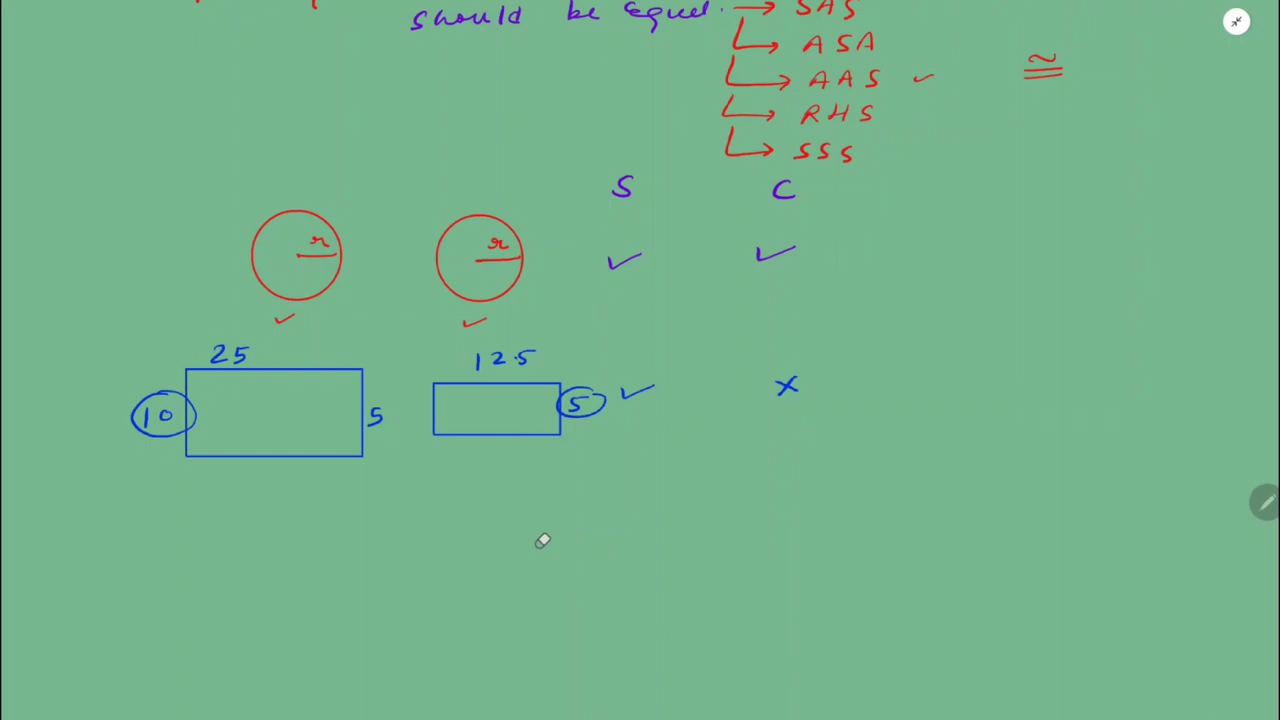 should be equal. → SAS
→ ASA
→ AAS ✓
≅
→ RHS
→ SSS
S C
r r ✓ ✓
✓ ✓
25 12.5
10 5 5 ✓ ×